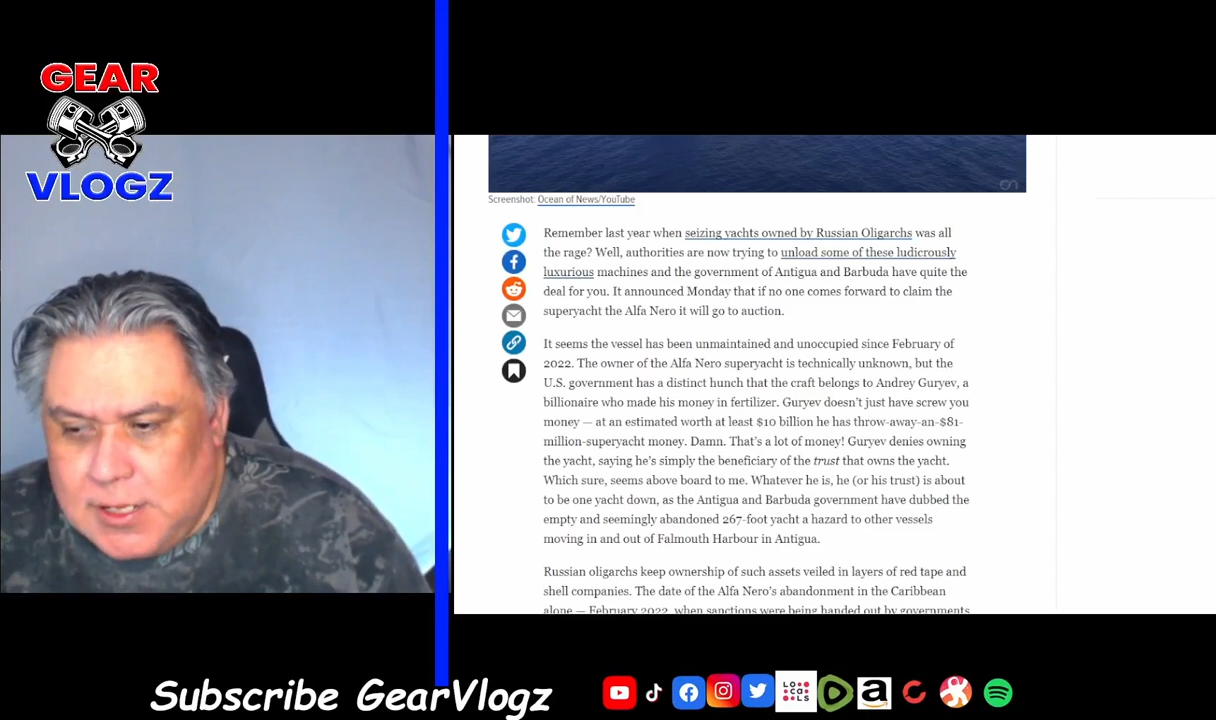 GEAR
VLOGZ
Screenshot: Ocean of News/YouTube
Remember last year when seizing yachts owned by Russian Oligarchs was all
the rage? Well, authorities are now trying to unload some of these ludicrously
luxurious machines and the government of Antigua and Barbuda have quite the
deal for you. It announced Monday that if no one comes forward to claim the
superyacht the Alfa Nero it will go to auction.
It seems the vessel has been unmaintained and unoccupied since February of
2022. The owner of the Alfa Nero superyacht is technically unknown, but the
U.S. government has a distinct hunch that the craft belongs to Andrey Guryev, a
billionaire who made his money in fertilizer. Guryev doesn't just have screw you
money — at an estimated worth at least $10 billion he has throw-away-an-$81-
million-superyacht money. Damn. That's a lot of money! Guryev denies owning
the yacht, saying he's simply the beneficiary of the trust that owns the yacht.
Which sure, seems above board to me. Whatever he is, he (or his trust) is about
to be one yacht down, as the Antigua and Barbuda government have dubbed the
empty and seemingly abandoned 267-foot yacht a hazard to other vessels
moving in and out of Falmouth Harbour in Antigua.
Russian oligarchs keep ownership of such assets veiled in layers of red tape and
shell companies. The date of the Alfa Nero's abandonment in the Caribbean
alone — February 2022, when sanctions were being handed out by governments
Subscribe GearVlogz
LOCALS